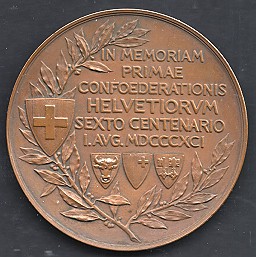 IN MEMORIAM
PRIMAE
CONFOEDERATIONIS
HELVETIORVM
SEXTO CENTENARIO
I.AVG.MDCCCXCI